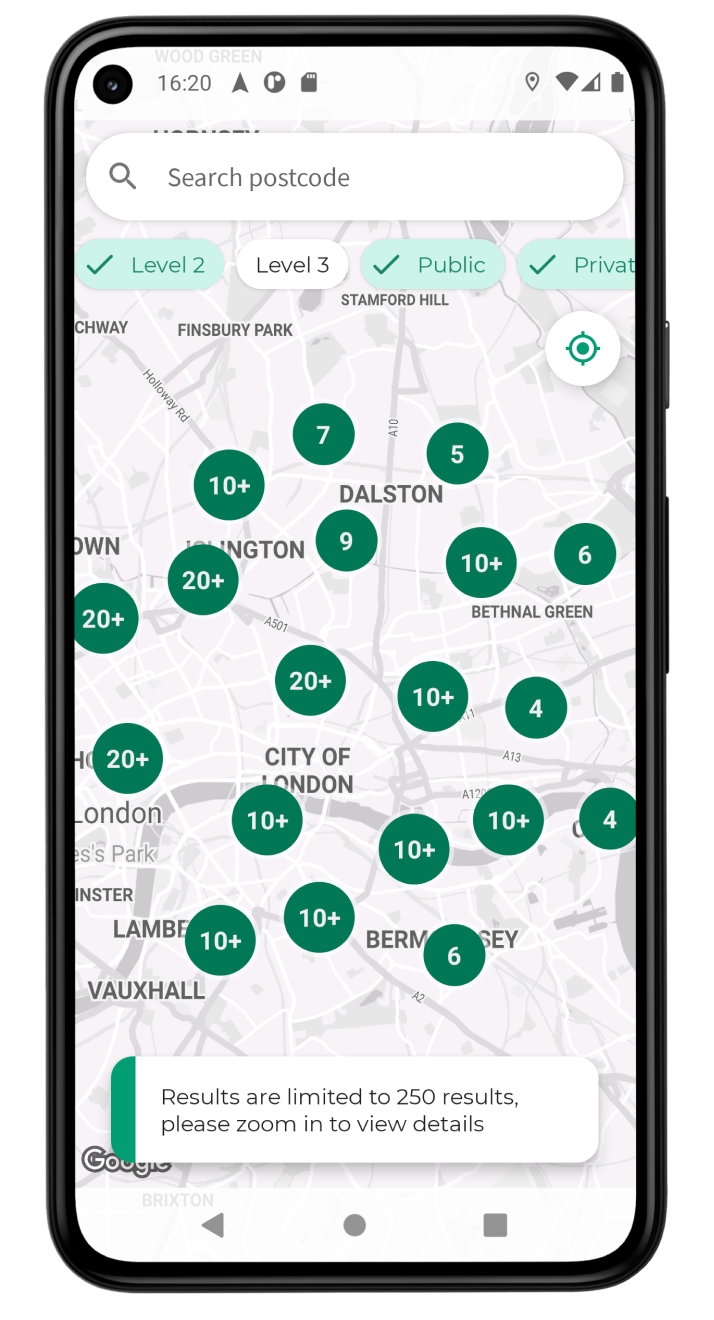 WOOD GREEN
16:20
HORNSEY
Search postcode
Level 2
Level 3
Public
Privat
STAMFORD HILL
CHWAY
FINSBURY PARK
Holloway Rd
A10
7
5
10+
DALSTON
OWN
ISLINGTON
9
10+
6
20+
20+
BETHNAL GREEN
A501
20+
10+
4
A11
20+
CITY OF
LONDON
A13
London
10+
10+
A120
10+
4
es's Park
INSTER
LAMBE
10+
10+
BERM
SEY
6
VAUXHALL
A2
Results are limited to 250 results,
please zoom in to view details
Google
BRIXTON